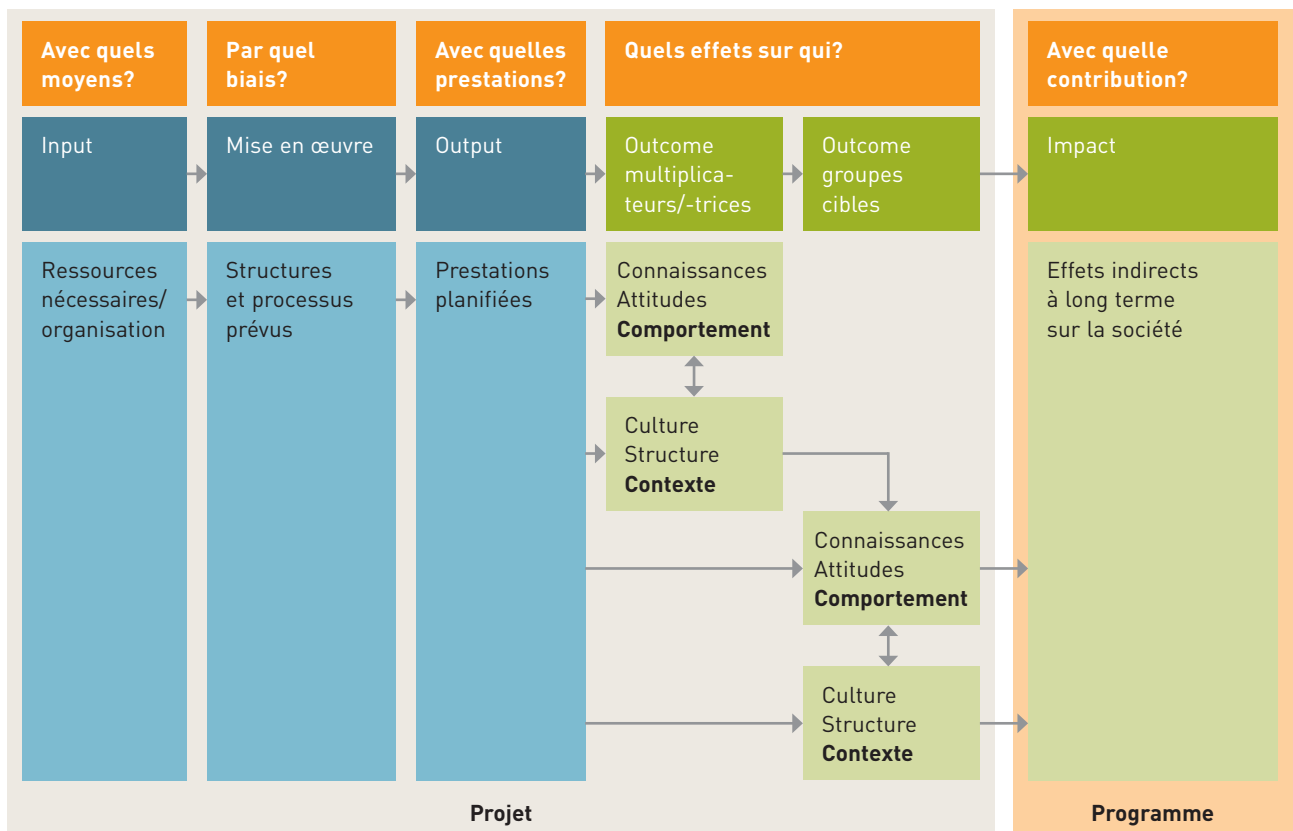 Avec quels
moyens?
Par quel
biais?
Avec quelles
prestations?
Quels effets sur qui?
Avec quelle
contribution?
Input
Mise en œuvre
Output
Outcome
multiplica-
teurs/-trices
Outcome
groupes
cibles
Impact
Ressources
nécessaires/
organisation
Structures
et processus
prévus
Prestations
planifiées
Connaissances
Attitudes
Comportement
Effets indirects
à long terme
sur la société
Culture
Structure
Contexte
Connaissances
Attitudes
Comportement
Culture
Structure
Contexte
Projet
Programme